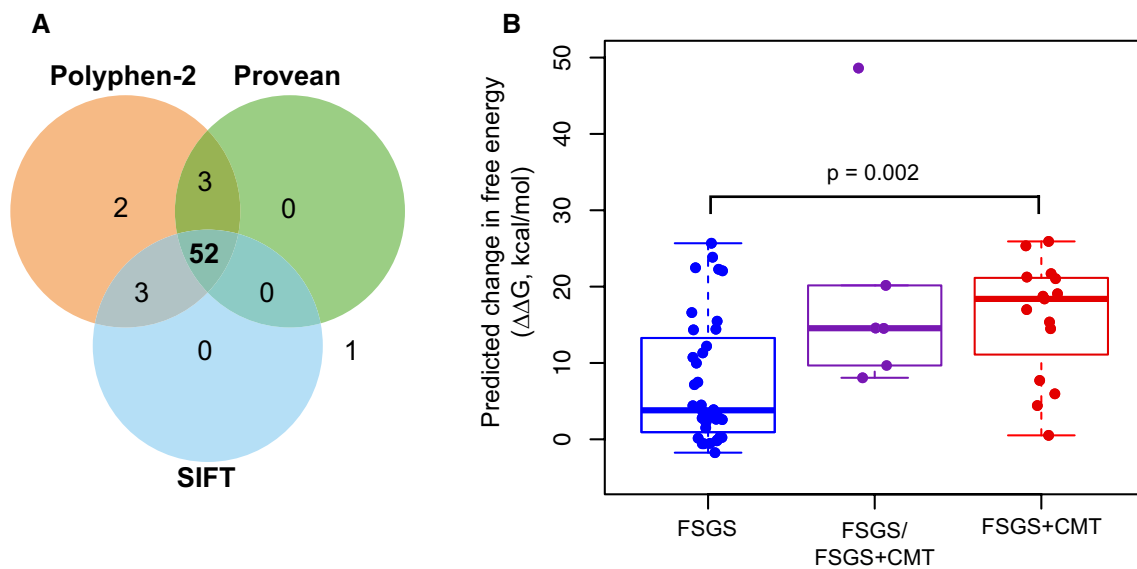 A
Polyphen-2 Provean
3
2
0
52
3
0
0
1
SIFT
B
Predicted change in free energy
(ΔΔG, kcal/mol)
50
40
30
20
10
0
p = 0.002
FSGS
FSGS/
FSGS+CMT
FSGS+CMT